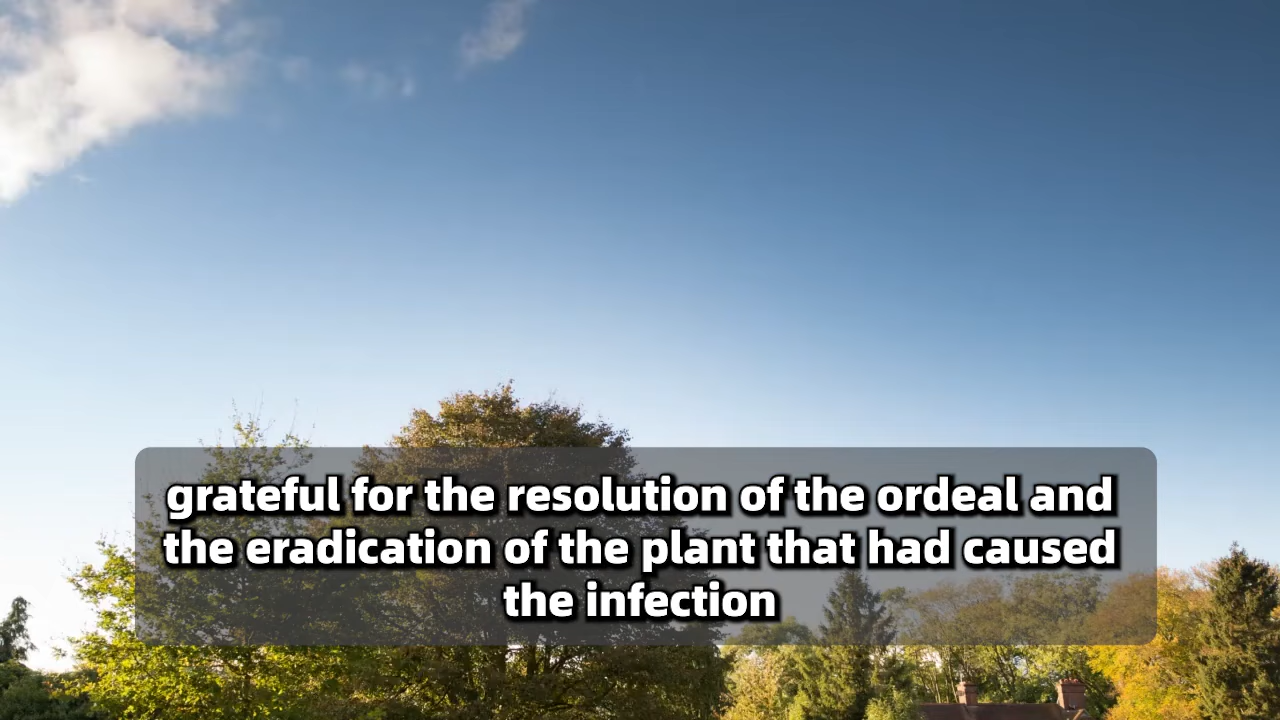 grateful for the resolution of the ordeal and
the eradication of the plant that had caused
the infection